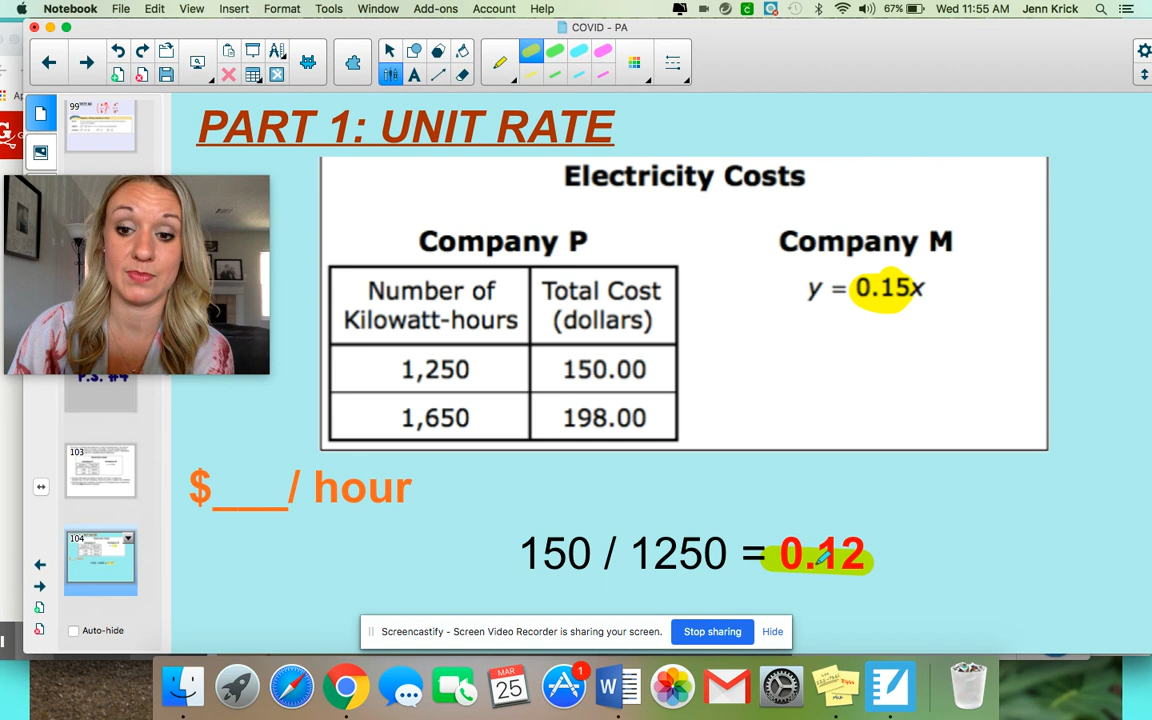 Notebook File Edit View Insert Format Tools Window Add-ons Account Help 67% Wed 11:55 AM Jenn Krick
COVID - PA
PART 1: UNIT RATE
Electricity Costs
Company P
Company M
Number of Kilowatt-hours
Total Cost (dollars)
y = 0.15x
1,250 150.00
1,650 198.00
$___/ hour
150 / 1250 = 0.12
99
P.S. #4
103
104
Auto-hide
Screencastify - Screen Video Recorder is sharing your screen. Stop sharing Hide
MAR
25
1